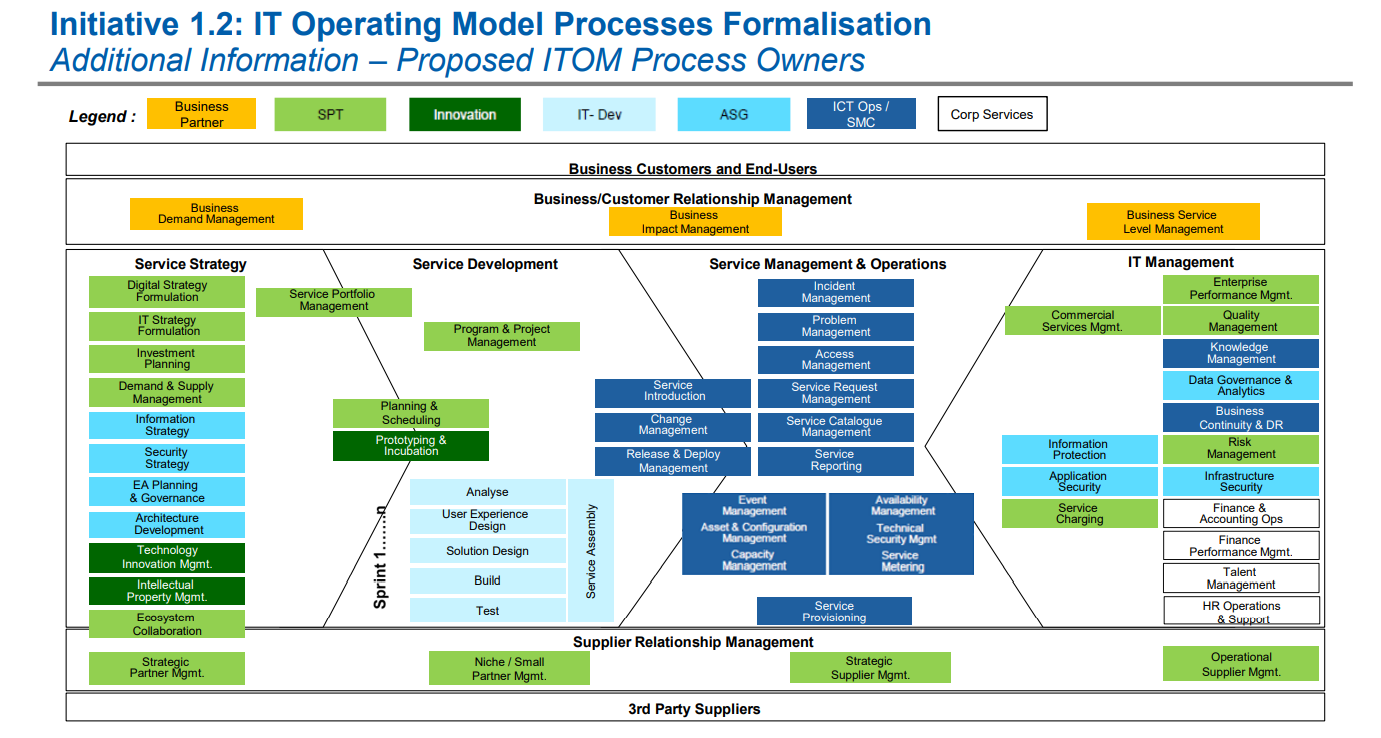 Initiative 1.2: IT Operating Model Processes Formalisation
Additional Information – Proposed ITOM Process Owners
Legend :
Business
Partner
SPT
Innovation
IT- Dev
ASG
ICT Ops /
SMC
Corp Services
Business Customers and End-Users
Business/Customer Relationship Management
Business
Demand Management
Business
Impact Management
Business Service
Level Management
Service Strategy
Digital Strategy
Formulation
IT Strategy
Formulation
Investment
Planning
Demand & Supply
Management
Information
Strategy
Security
Strategy
EA Planning
& Governance
Architecture
Development
Technology
Innovation Mgmt.
Intellectual
Property Mgmt.
Ecosystem
Collaboration
Service Portfolio
Management
Service Development
Program & Project
Management
Planning &
Scheduling
Prototyping &
Incubation
Sprint 1.......n
Analyse
User Experience
Design
Solution Design
Build
Test
Service Assembly
Service Management & Operations
Service
Introduction
Change
Management
Release & Deploy
Management
Incident
Management
Problem
Management
Access
Management
Service Request
Management
Service Catalogue
Management
Service
Reporting
Event
Management
Asset & Configuration
Management
Capacity
Management
Availability
Management
Technical
Security Mgmt
Service
Metering
Service
Provisioning
IT Management
Commercial
Services Mgmt.
Information
Protection
Application
Security
Service
Charging
Enterprise
Performance Mgmt.
Quality
Management
Knowledge
Management
Data Governance &
Analytics
Business
Continuity & DR
Risk
Management
Infrastructure
Security
Finance &
Accounting Ops
Finance
Performance Mgmt.
Talent
Management
HR Operations
& Support
Supplier Relationship Management
Strategic
Partner Mgmt.
Niche / Small
Partner Mgmt.
Strategic
Supplier Mgmt.
Operational
Supplier Mgmt.
3rd Party Suppliers